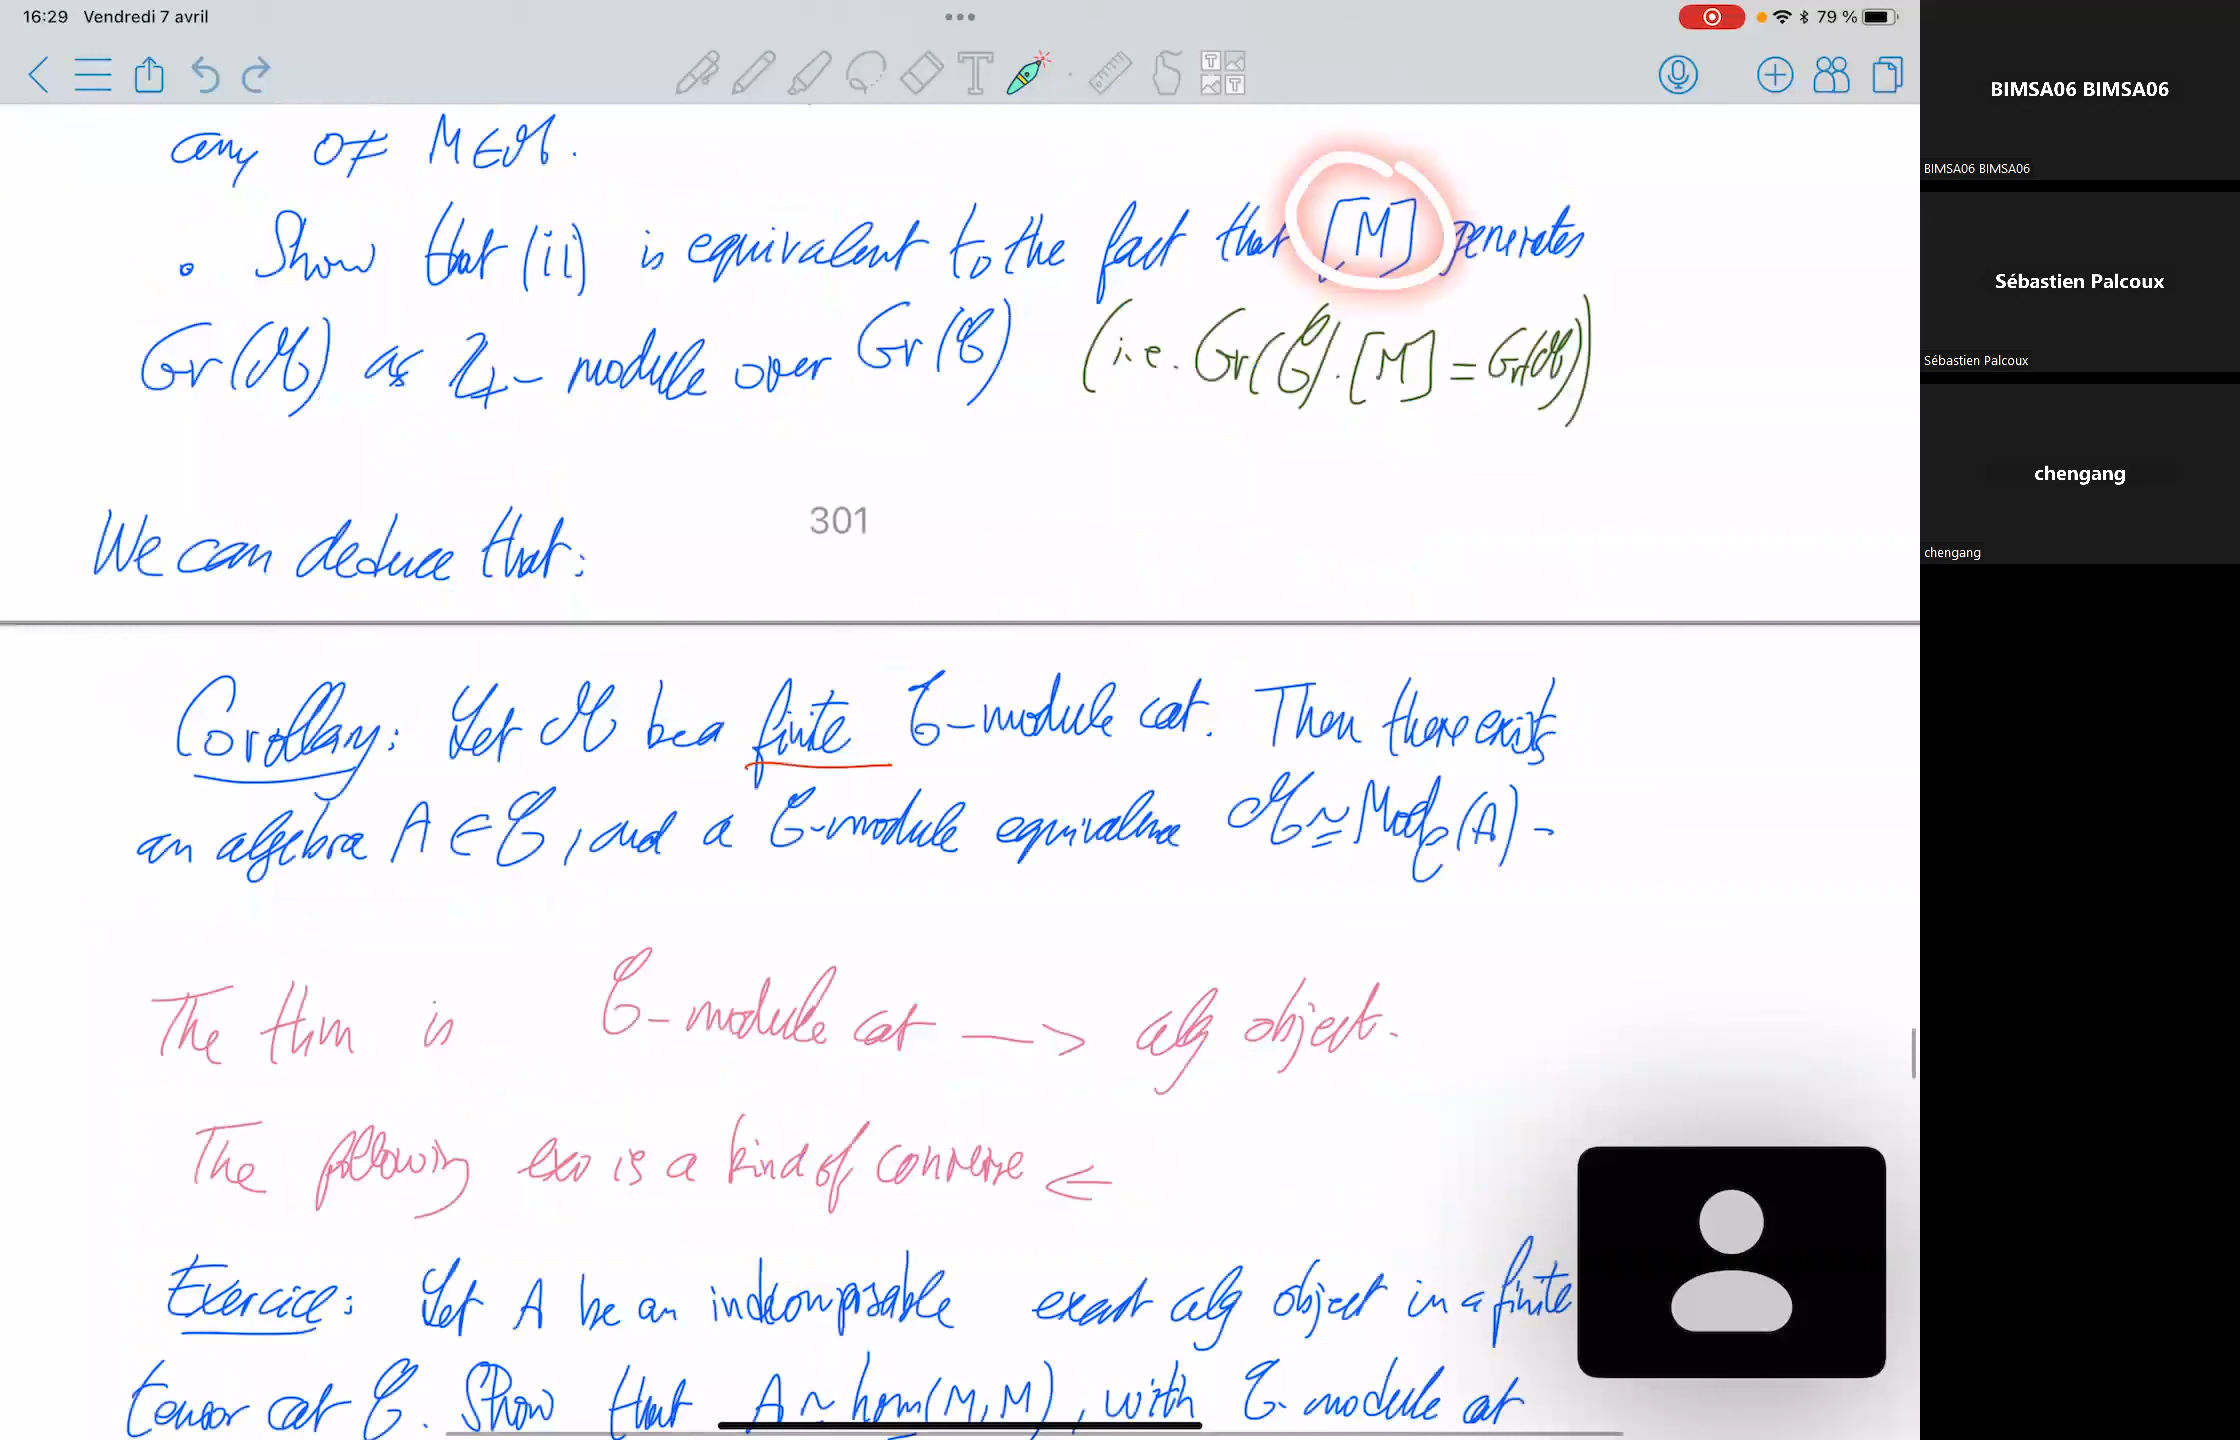 16:29 Vendredi 7 avril
79 %
any 0≠ M∈ℳ.
• Show that (ii) is equivalent to the fact that [M] generates
Gr(ℳ) as ℤ+-module over Gr(𝒞) (i.e. Gr(𝒞).[M] = Gr(ℳ))
301
We can deduce that:
Corollary: Let ℳ be a finite 𝒞-module cat. Then there exists
an algebra A∈𝒞, and a 𝒞-module equivalence ℳ≃Mod𝒞(A) -
The thm is 𝒞-module cat —> alg object.
The following exo is a kind of converse <=
Exercice: Let A be an indecomposable exact alg object in a finite
tensor cat 𝒞. Show that A ~ hom(M,M), with 𝒞-module cat
BIMSA06 BIMSA06
BIMSA06 BIMSA06
Sébastien Palcoux
Sébastien Palcoux
chengang
chengang